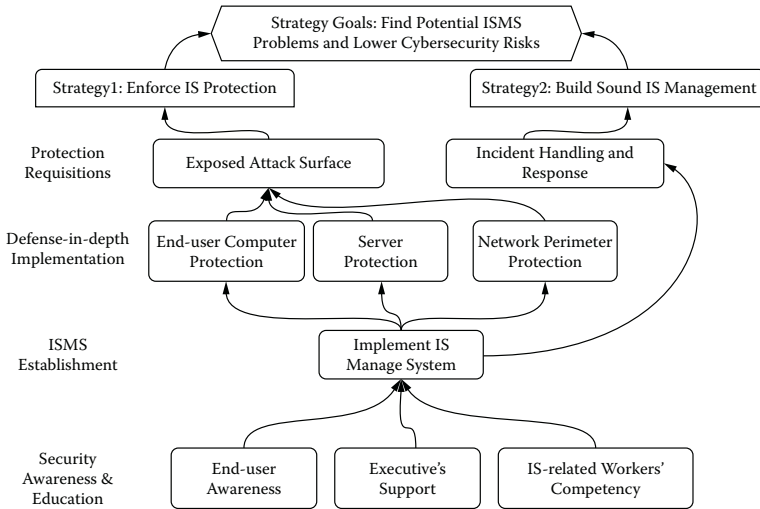 Strategy Goals: Find Potential ISMS
Problems and Lower Cybersecurity Risks
Strategy1: Enforce IS Protection
Strategy2: Build Sound IS Management
Protection
Requisitions
Exposed Attack Surface
Incident Handling and
Response
Defense-in-depth
Implementation
End-user Computer
Protection
Server
Protection
Network Perimeter
Protection
ISMS
Establishment
Implement IS
Manage System
Security
Awareness &
Education
End-user
Awareness
Executive's
Support
IS-related Workers'
Competency